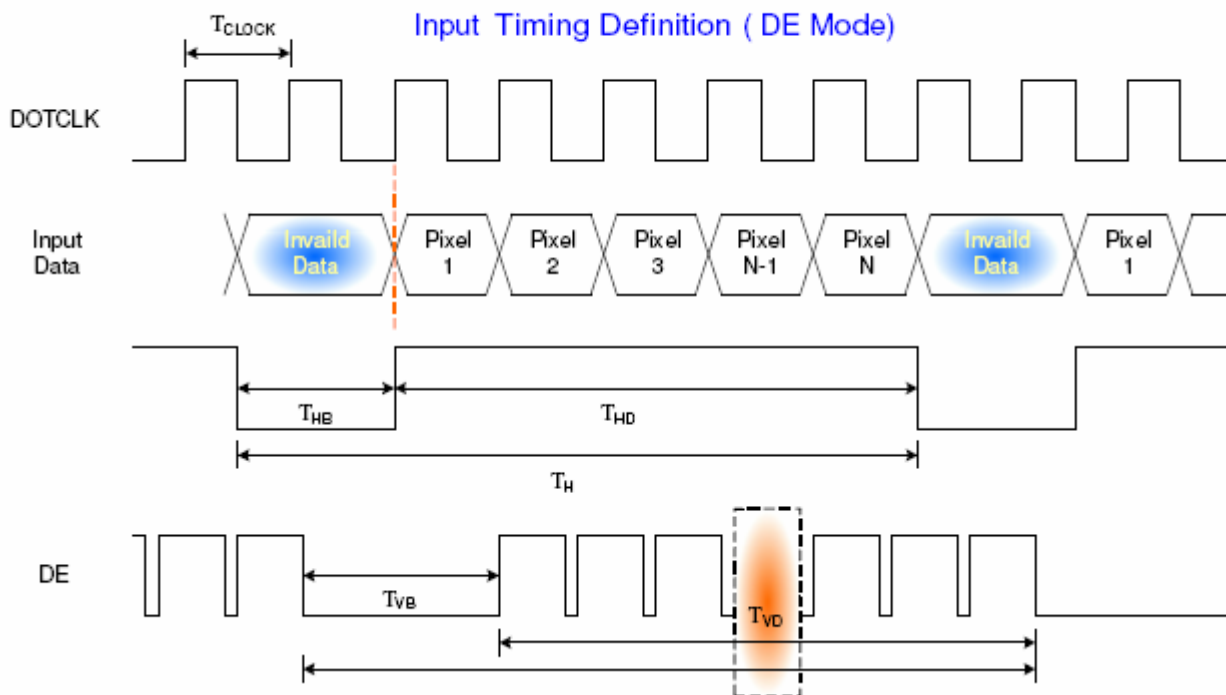 Input Timing Definition ( DE Mode)
TCLOCK
DOTCLK
Input
Data
Invaild
Data
Pixel
1
Pixel
2
Pixel
3
Pixel
N-1
Pixel
N
Invaild
Data
Pixel
1
THB
THD
TH
DE
TVB
TVD